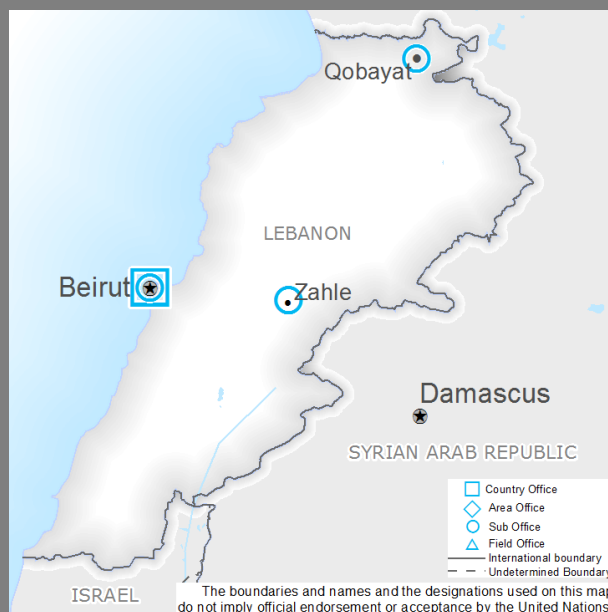 Qobayat
LEBANON
Beirut
Zahle
Damascus
SYRIAN ARAB REPUBLIC
Country Office
Area Office
Sub Office
Field Office
International boundary
Undetermined Boundary
ISRAEL
The boundaries and names and the designations used on this map
do not imply official endorsement or acceptance by the United Nations